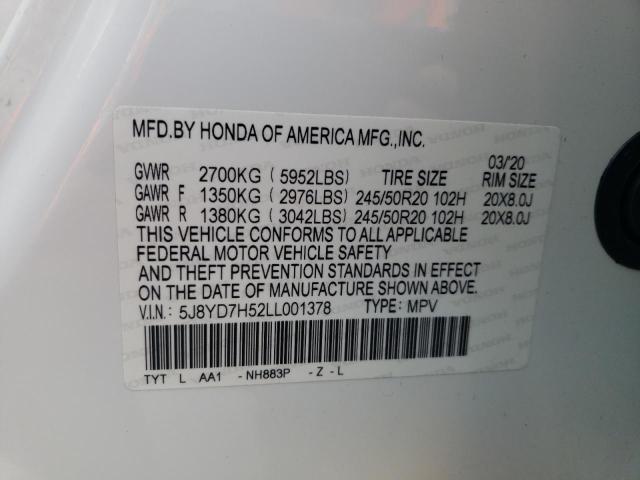 MFD.BY HONDA OF AMERICA MFG.,INC.
03/'20
GVWR 2700KG (5952LBS) TIRE SIZE RIM SIZE
GAWR F 1350KG (2976LBS) 245/50R20 102H 20X8.0J
GAWR R 1380KG (3042LBS) 245/50R20 102H 20X8.0J
THIS VEHICLE CONFORMS TO ALL APPLICABLE
FEDERAL MOTOR VEHICLE SAFETY
AND THEFT PREVENTION STANDARDS IN EFFECT
ON THE DATE OF MANUFACTURE SHOWN ABOVE.
V.I.N.: 5J8YD7H52LL001378 TYPE: MPV
TYT L AA1 -NH883P -Z-L